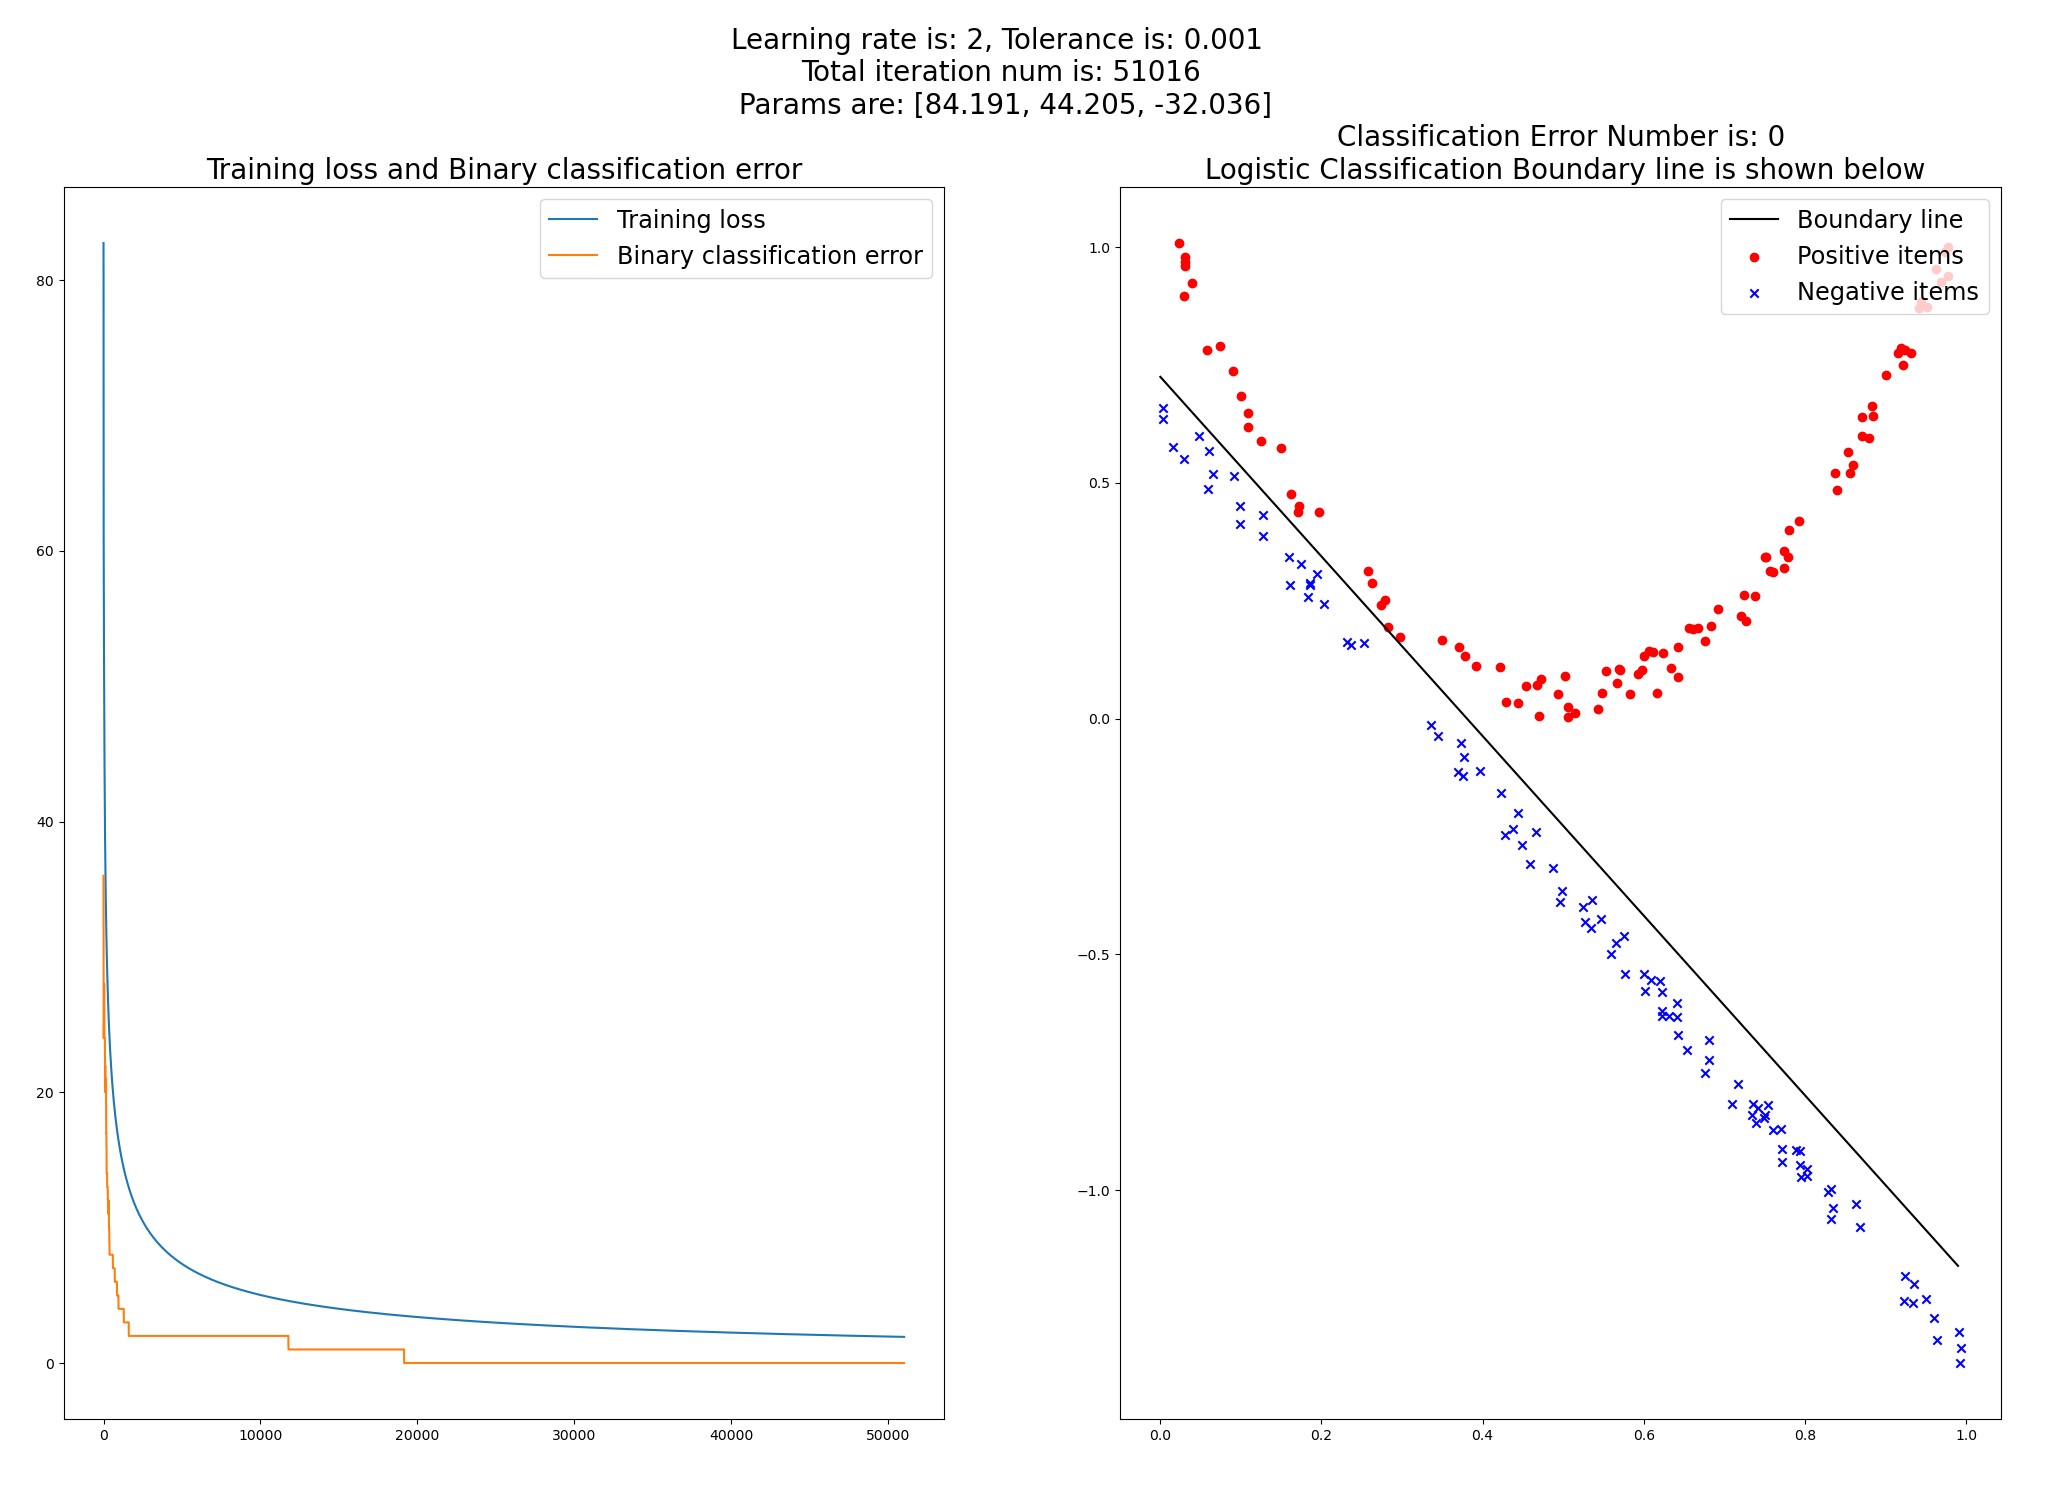 Learning rate is: 2, Tolerance is: 0.001
Total iteration num is: 51016
Params are: [84.191, 44.205, -32.036]
Training loss and Binary classification error
Training loss
Binary classification error
80
60
40
20
0
0 10000 20000 30000 40000 50000
Classification Error Number is: 0
Logistic Classification Boundary line is shown below
Boundary line
Positive items
Negative items
1.0
0.5
0.0
−0.5
−1.0
0.0 0.2 0.4 0.6 0.8 1.0